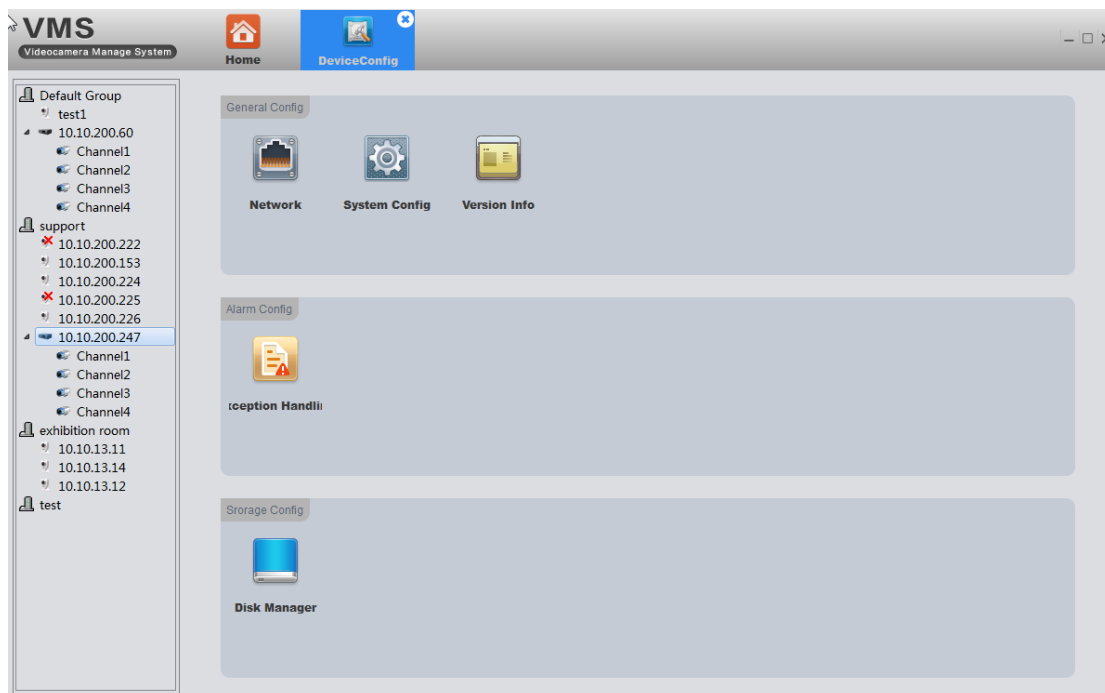 VMS
Videocamera Manage System
Home
DeviceConfig
Default Group
test1
10.10.200.60
Channel1
Channel2
Channel3
Channel4
support
10.10.200.222
10.10.200.153
10.10.200.224
10.10.200.225
10.10.200.226
10.10.200.247
Channel1
Channel2
Channel3
Channel4
exhibition room
10.10.13.11
10.10.13.14
10.10.13.12
test
General Config
Network System Config Version Info
Alarm Config
xception Handlin
Srorage Config
Disk Manager